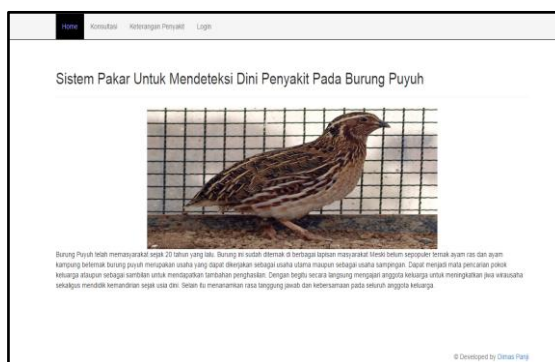 Home Konsultasi Keterangan Penyakit Login
Sistem Pakar Untuk Mendeteksi Dini Penyakit Pada Burung Puyuh
Burung Puyuh telah memasyarakat sejak 20 tahun yang lalu. Burung ini sudah diternak di berbagai lapisan masyarakat Meski belum sepopuler ternak ayam ras dan ayam
kampung beternak burung puyuh merupakan usaha yang dapat dikerjakan sebagai usaha utama maupun sebagai usaha sampingan. Dapat menjadi mata pencarian pokok
keluarga ataupun sebagai sambilan untuk mendapatkan tambahan penghasilan. Dengan begitu secara langsung mengajari anggota keluarga untuk meningkatkan jiwa wirausaha
sekaligus mendidik kemandirian sejak usia dini. Selain itu menanamkan rasa tanggung jawab dan kebersamaan pada seluruh anggota keluarga
© Developed by Dimas Panji